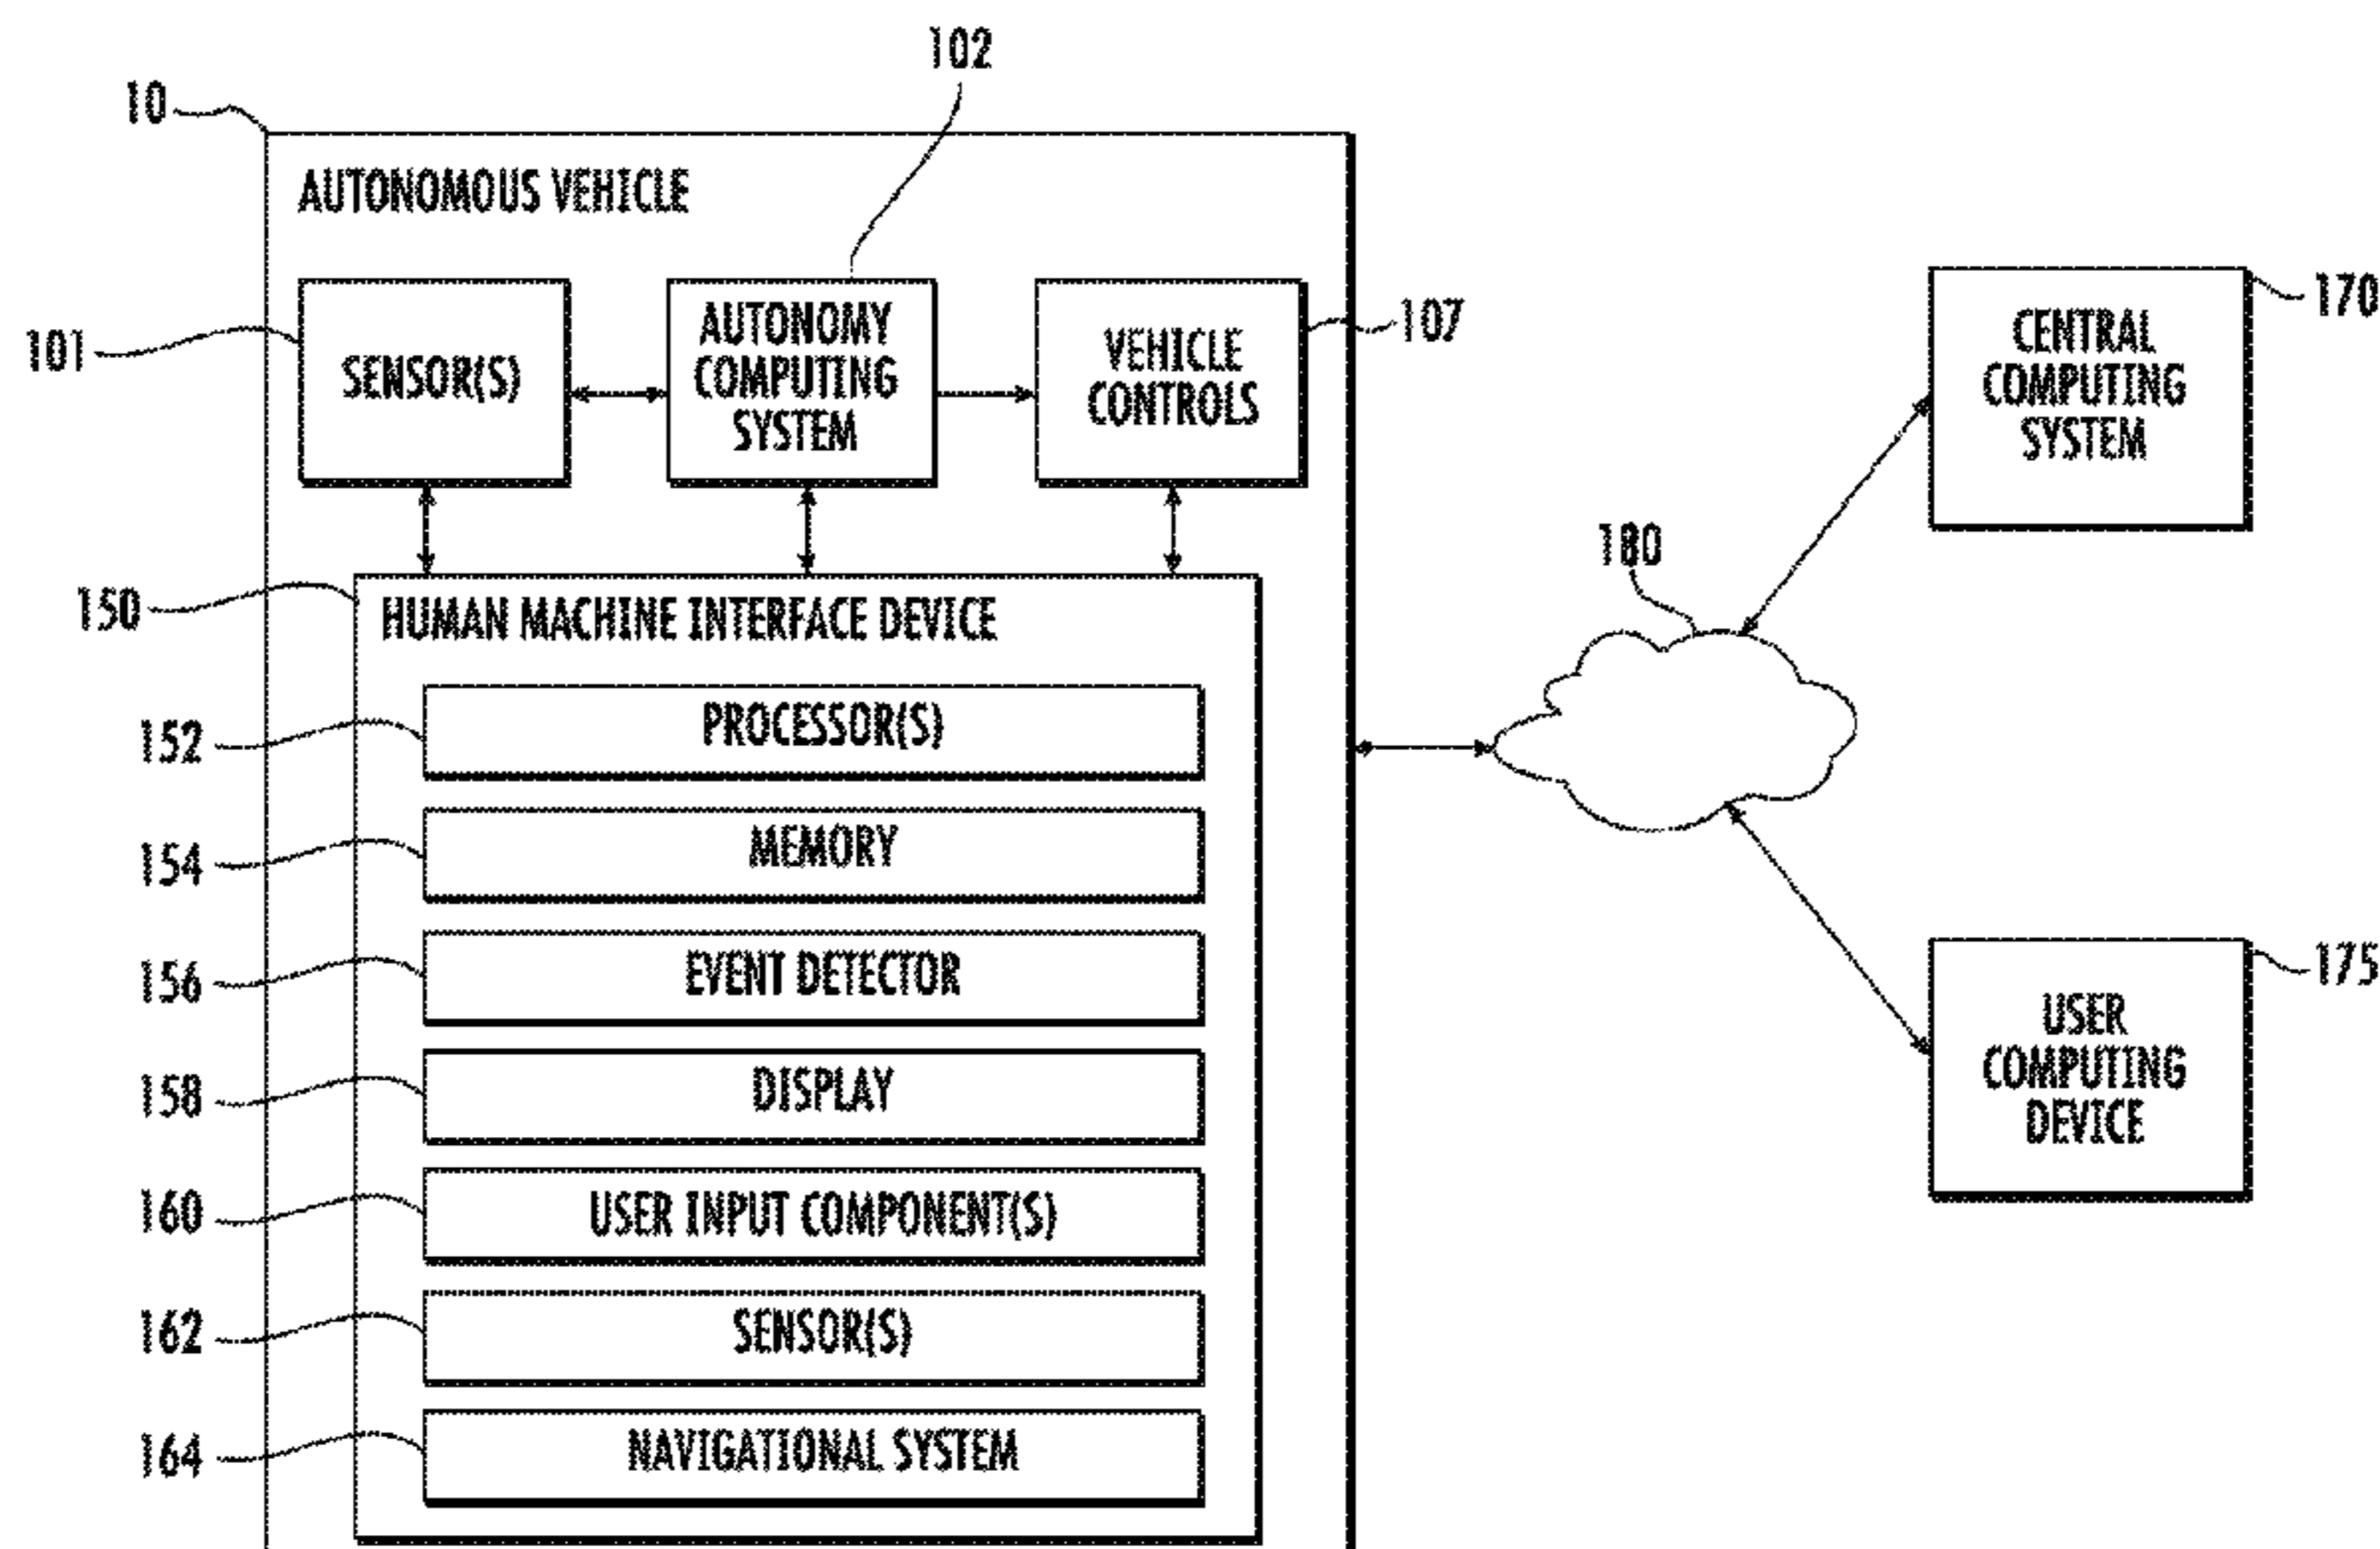 102
10
AUTONOMOUS VEHICLE
101
SENSOR(S)
AUTONOMY
COMPUTING
SYSTEM
VEHICLE
CONTROLS
107
150
HUMAN MACHINE INTERFACE DEVICE
152
PROCESSOR(S)
154
MEMORY
156
EVENT DETECTOR
158
DISPLAY
160
USER INPUT COMPONENT(S)
162
SENSOR(S)
164
NAVIGATIONAL SYSTEM
180
CENTRAL
COMPUTING
SYSTEM
170
USER
COMPUTING
DEVICE
175